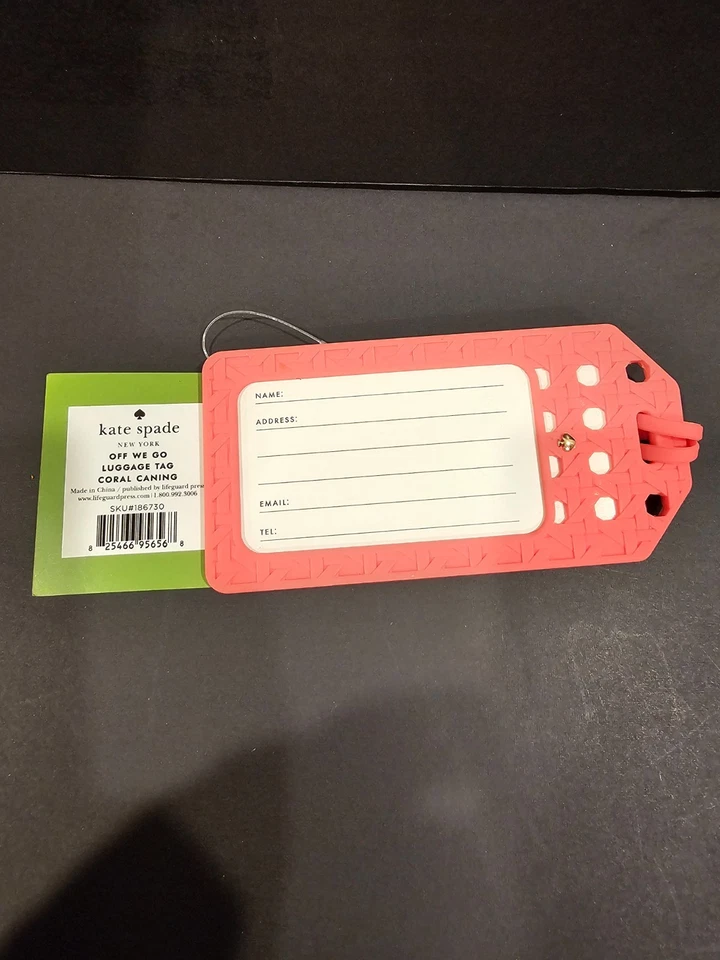 kate spade
NEW YORK
OFF WE GO
LUGGAGE TAG
CORAL CANING
Made in China / published by lifeguard press
www.lifeguardpress.com | 1.800.992.3006
SKU#186730
8 25466 95656 8
NAME:
ADDRESS:
EMAIL:
TEL: